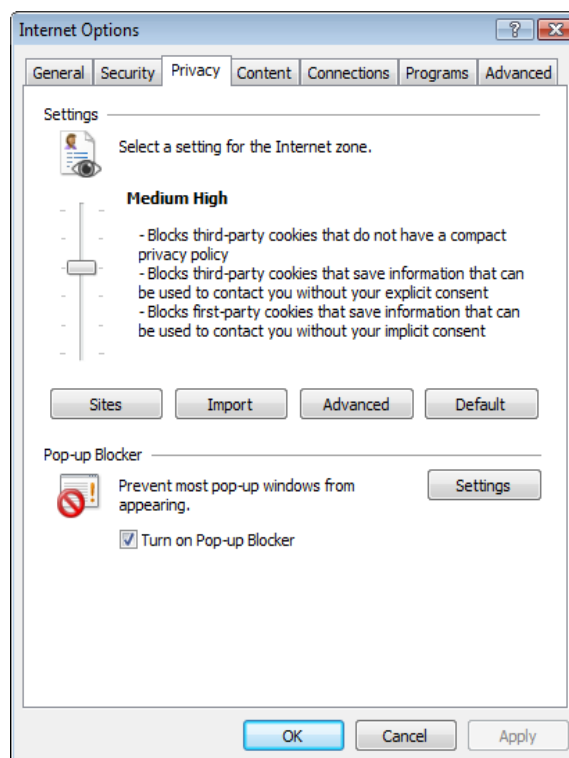 Internet Options
General Security Privacy Content Connections Programs Advanced
Settings
Select a setting for the Internet zone.
Medium High
- Blocks third-party cookies that do not have a compact
privacy policy
- Blocks third-party cookies that save information that can
be used to contact you without your explicit consent
- Blocks first-party cookies that save information that can
be used to contact you without your implicit consent
Sites Import Advanced Default
Pop-up Blocker
Prevent most pop-up windows from
appearing.
Settings
Turn on Pop-up Blocker
OK Cancel Apply